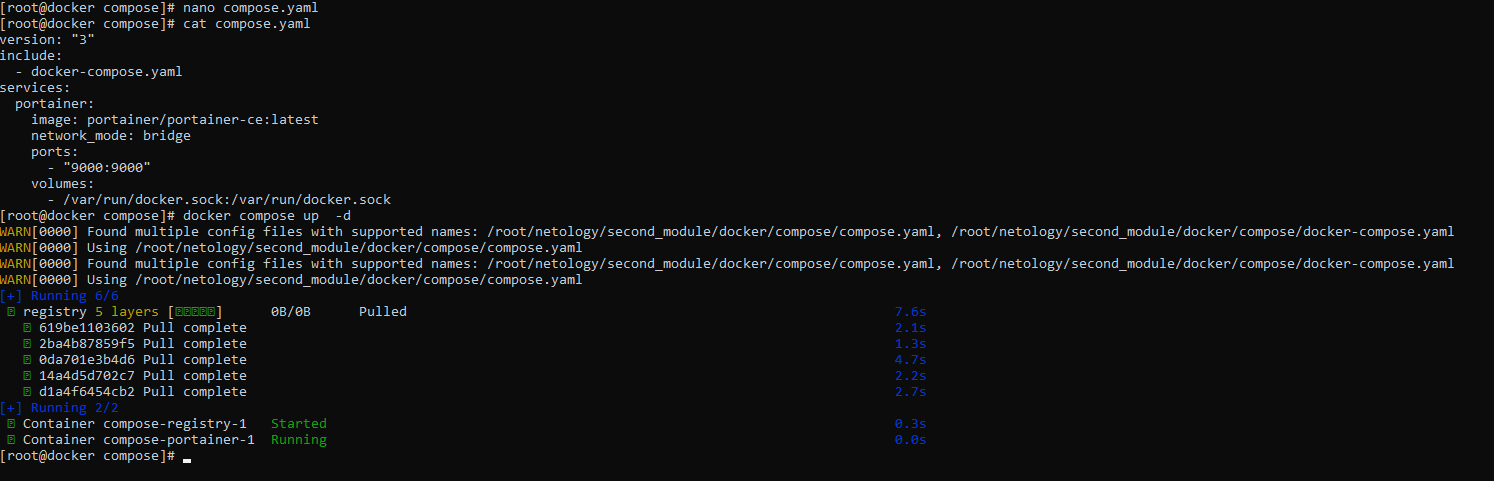 [root@docker compose]# nano compose.yaml
[root@docker compose]# cat compose.yaml
version: "3"
include:
  - docker-compose.yaml
services:
  portainer:
    image: portainer/portainer-ce:latest
    network_mode: bridge
    ports:
      - "9000:9000"
    volumes:
      - /var/run/docker.sock:/var/run/docker.sock
[root@docker compose]# docker compose up  -d
WARN[0000] Found multiple config files with supported names: /root/netology/second_module/docker/compose/compose.yaml, /root/netology/second_module/docker/compose/docker-compose.yaml
WARN[0000] Using /root/netology/second_module/docker/compose/compose.yaml
WARN[0000] Found multiple config files with supported names: /root/netology/second_module/docker/compose/compose.yaml, /root/netology/second_module/docker/compose/docker-compose.yaml
WARN[0000] Using /root/netology/second_module/docker/compose/compose.yaml
[+] Running 6/6
registry 5 layers [] 0B/0B Pulled 7.6s
619be1103602 Pull complete 2.1s
2ba4b87859f5 Pull complete 1.3s
0da701e3b4d6 Pull complete 4.7s
14a4d5d702c7 Pull complete 2.2s
d1a4f6454cb2 Pull complete 2.7s
[+] Running 2/2
Container compose-registry-1 Started 0.3s
Container compose-portainer-1 Running 0.0s
[root@docker compose]#